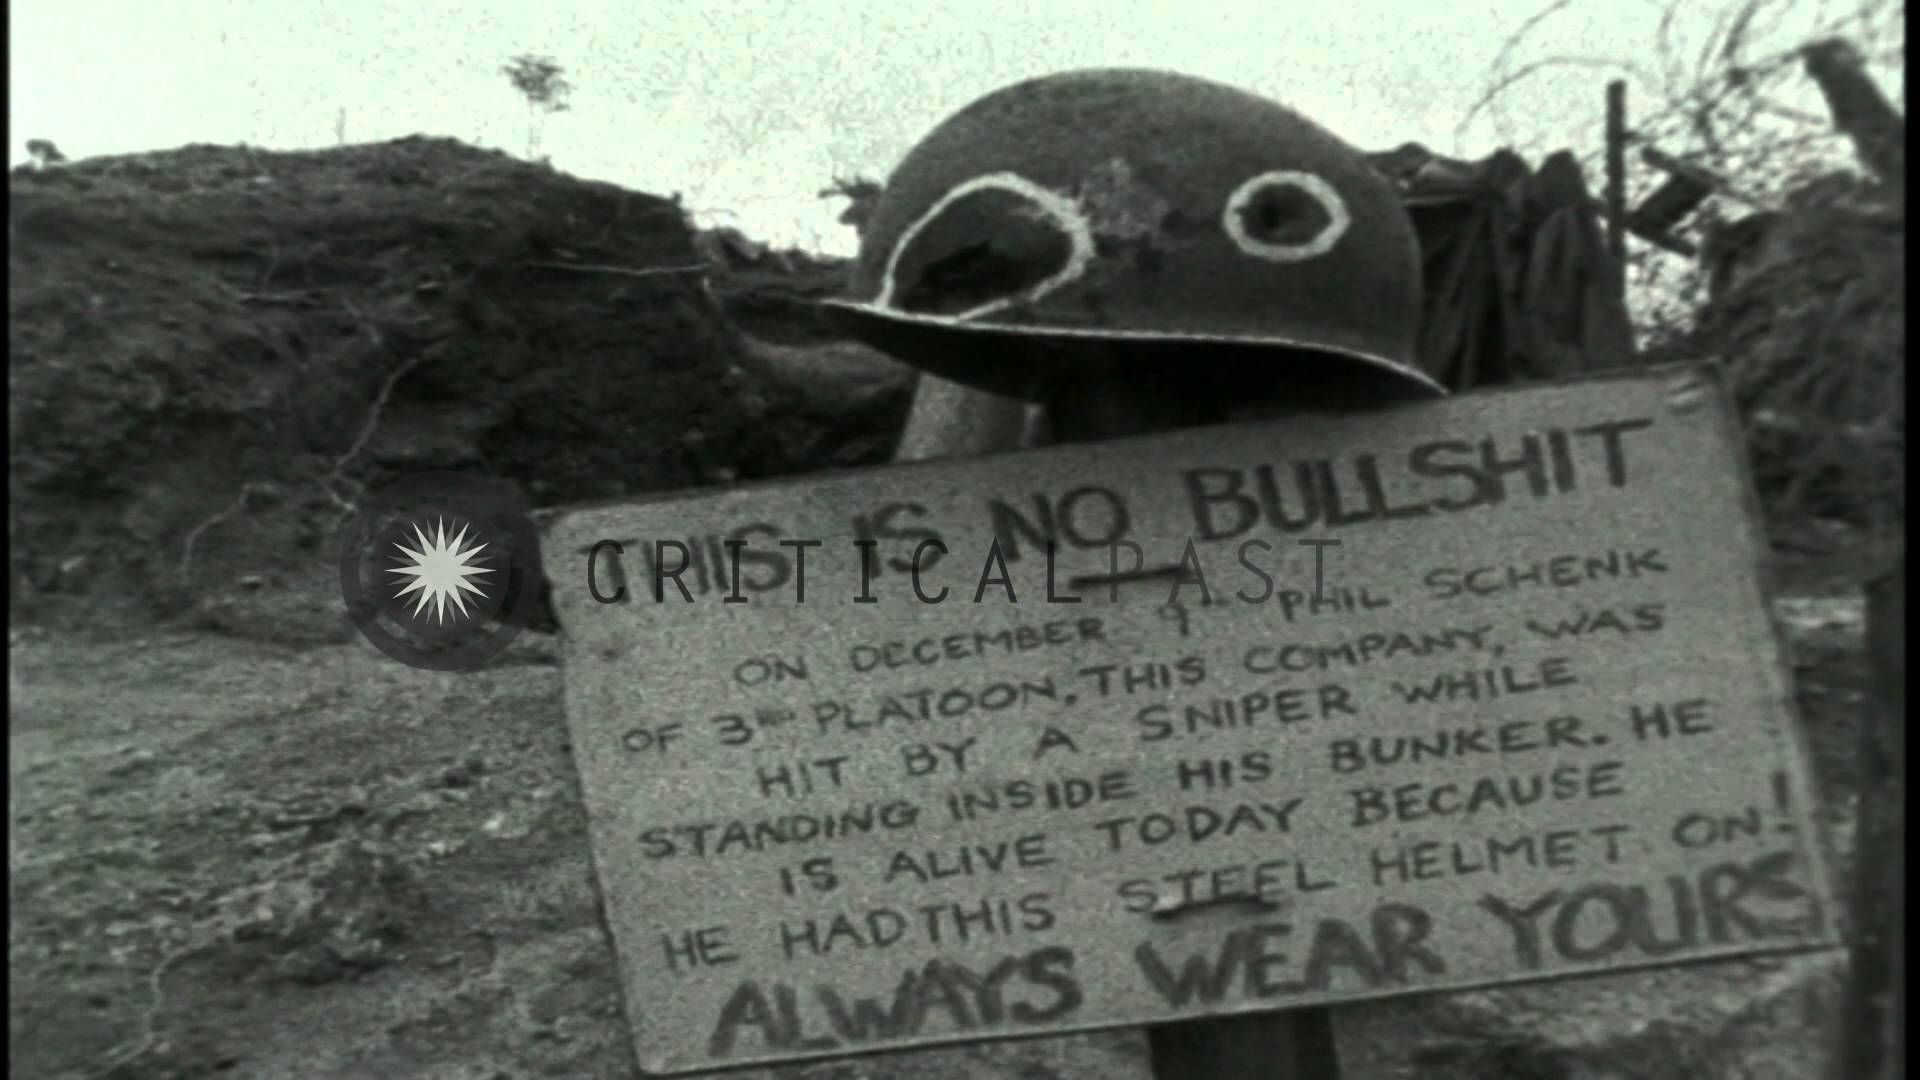 THIS IS NO BULLSHIT
ON DECEMBER 9TH PHIL SCHENK
OF 3RD PLATOON, THIS COMPANY, WAS
HIT BY A SNIPER WHILE
STANDING INSIDE HIS BUNKER. HE
IS ALIVE TODAY BECAUSE
HE HAD THIS STEEL HELMET ON!
ALWAYS WEAR YOURS
CRITICALPAST